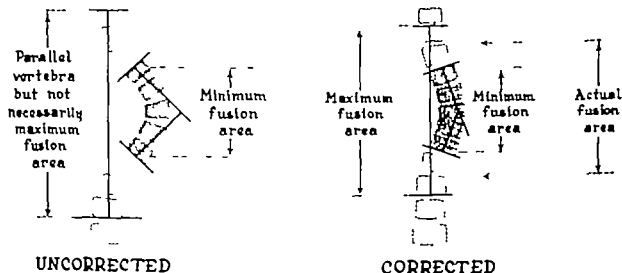 Parallel
vertebra
but not
necessarily
maximum
fusion
area
Minimum
fusion
area
UNCORRECTED
Maximum
fusion
area
Minimum
fusion
area
Actual
fusion
area
CORRECTED